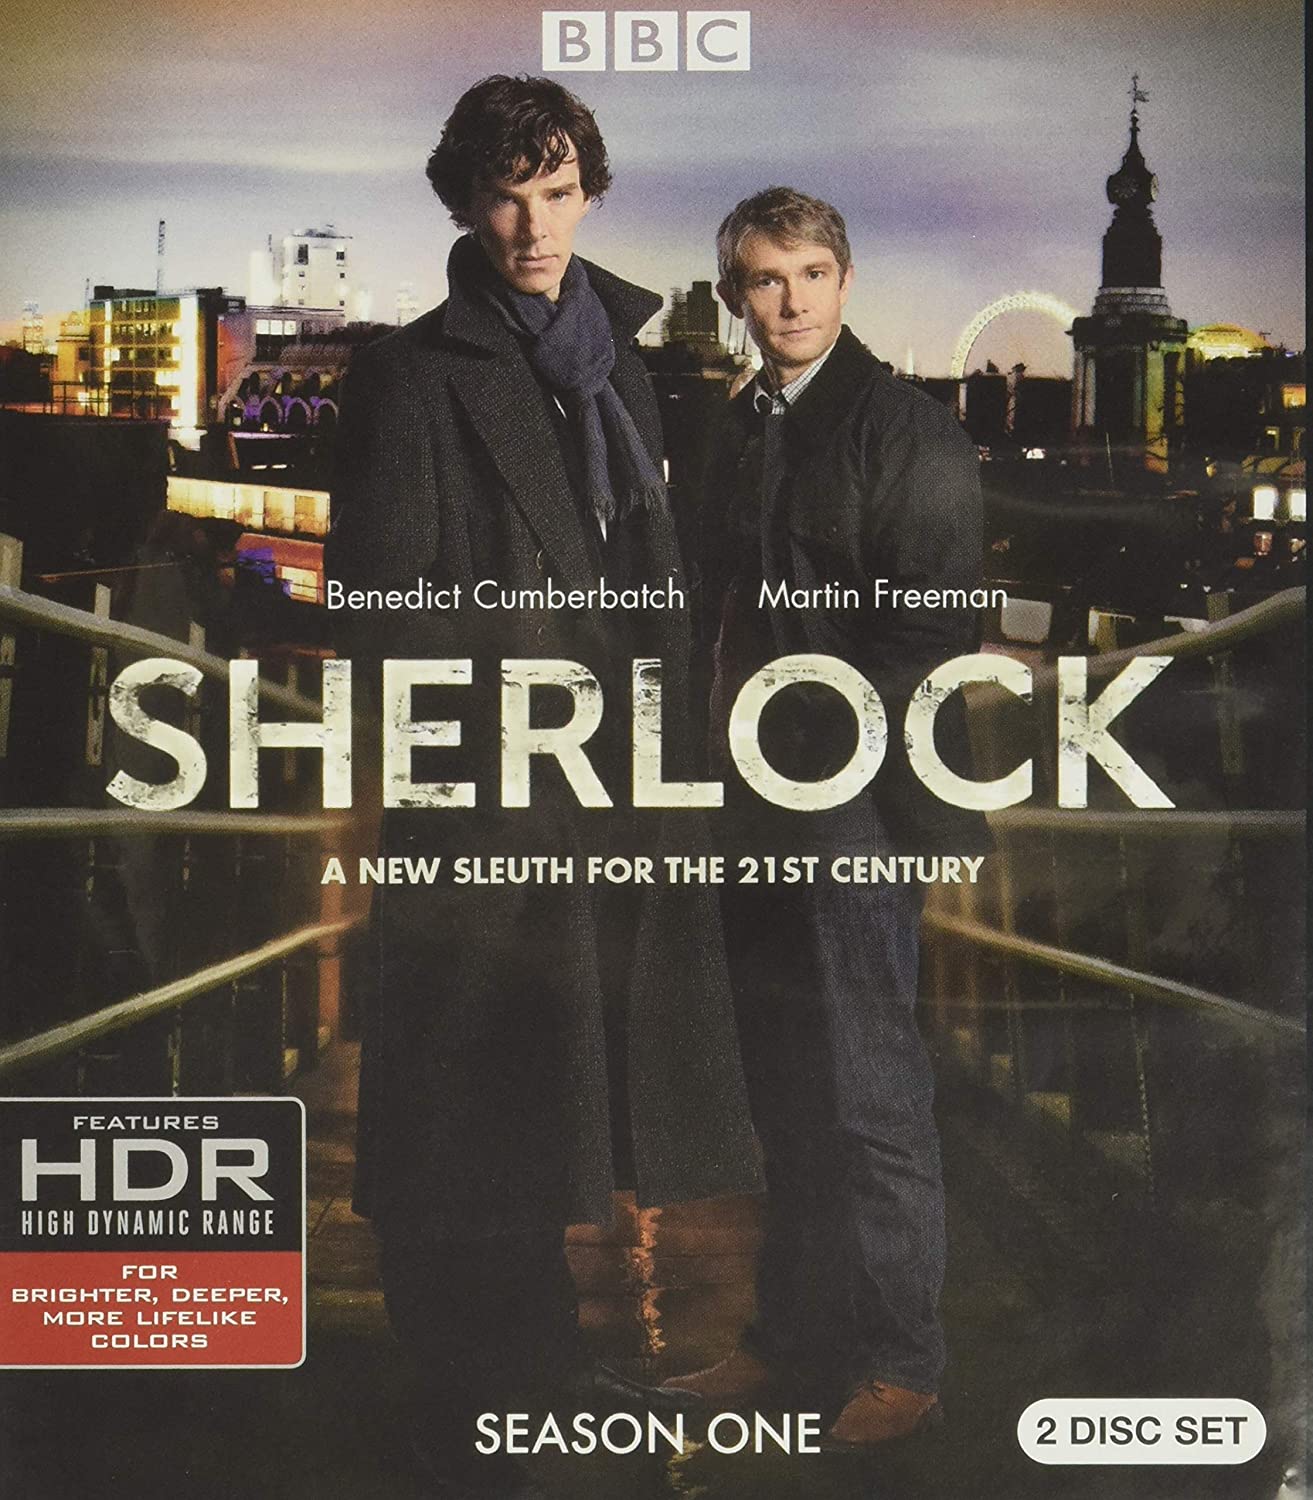 BBC
Benedict Cumberbatch Martin Freeman
SHERLOCK
A NEW SLEUTH FOR THE 21ST CENTURY
FEATURES
HDR
HIGH DYNAMIC RANGE
FOR
BRIGHTER, DEEPER,
MORE LIFELIKE
COLORS
SEASON ONE
2 DISC SET